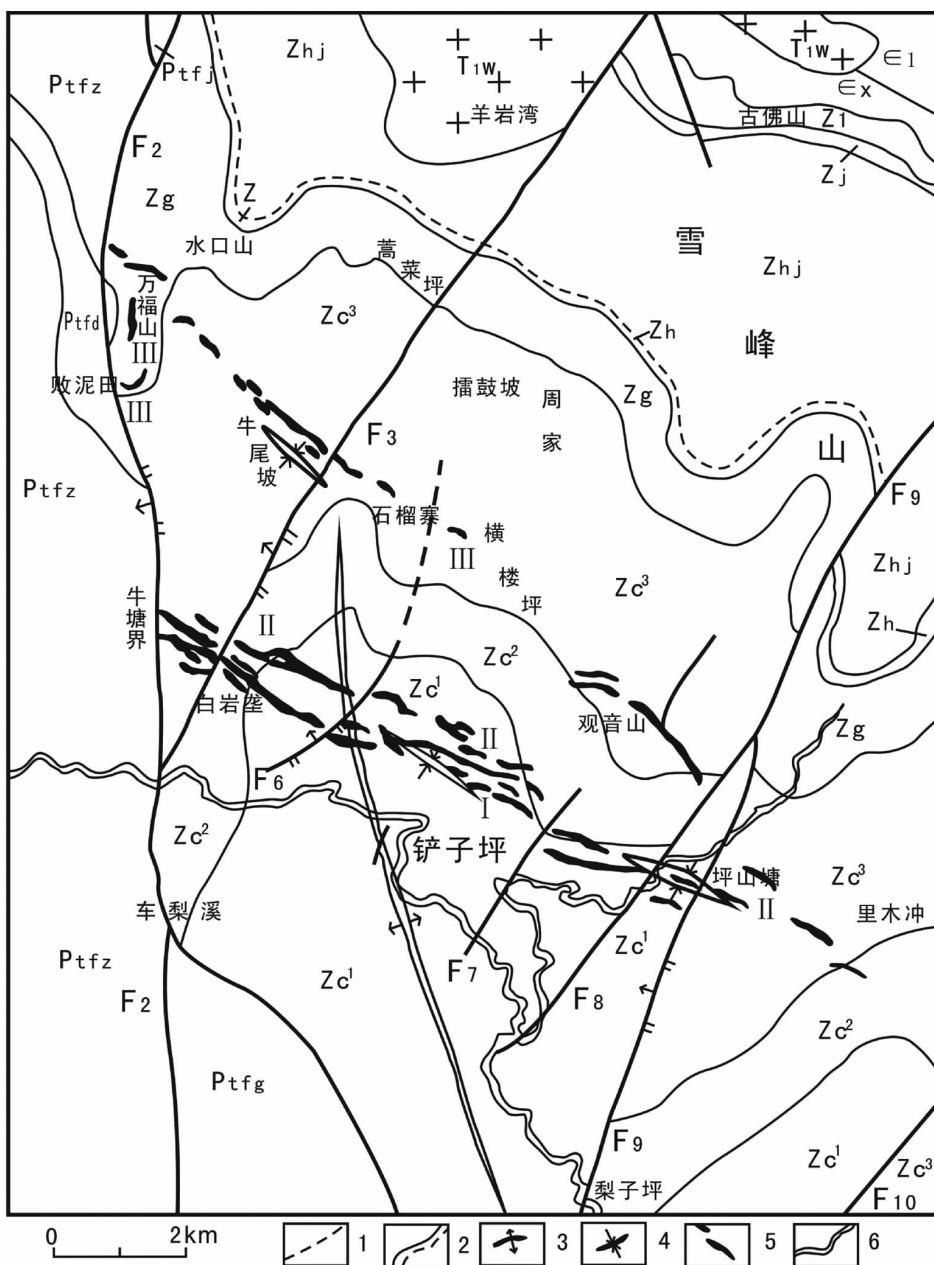 Ptfz
Ptfj
Zhj
T1w
羊岩湾
T1w
∈1
∈x
古佛山
Z1
Zj
F2
Zg
Z
水口山
蒿菜坪
雪峰山
Zhj
万福山
Ptfd
Zc3
Zh
III
败泥田
III
擂鼓坡
周家
Zg
牛尾坡
F3
Ptfz
F9
石榴寨
横楼坪
III
Zc3
Zhj
Zh
牛塘界
II
Zc2
Zc1
白岩垄
观音山
II
Zg
F6
I
Zc2
铲子坪
坪山塘
Zc3
II
里木冲
车梨溪
Ptfz
Zc1
F7
Zc1
F2
F8
Zc2
Ptfg
F9
Zc1
Zc3
梨子坪
F10
0 2km
1 2 3 4 5 6